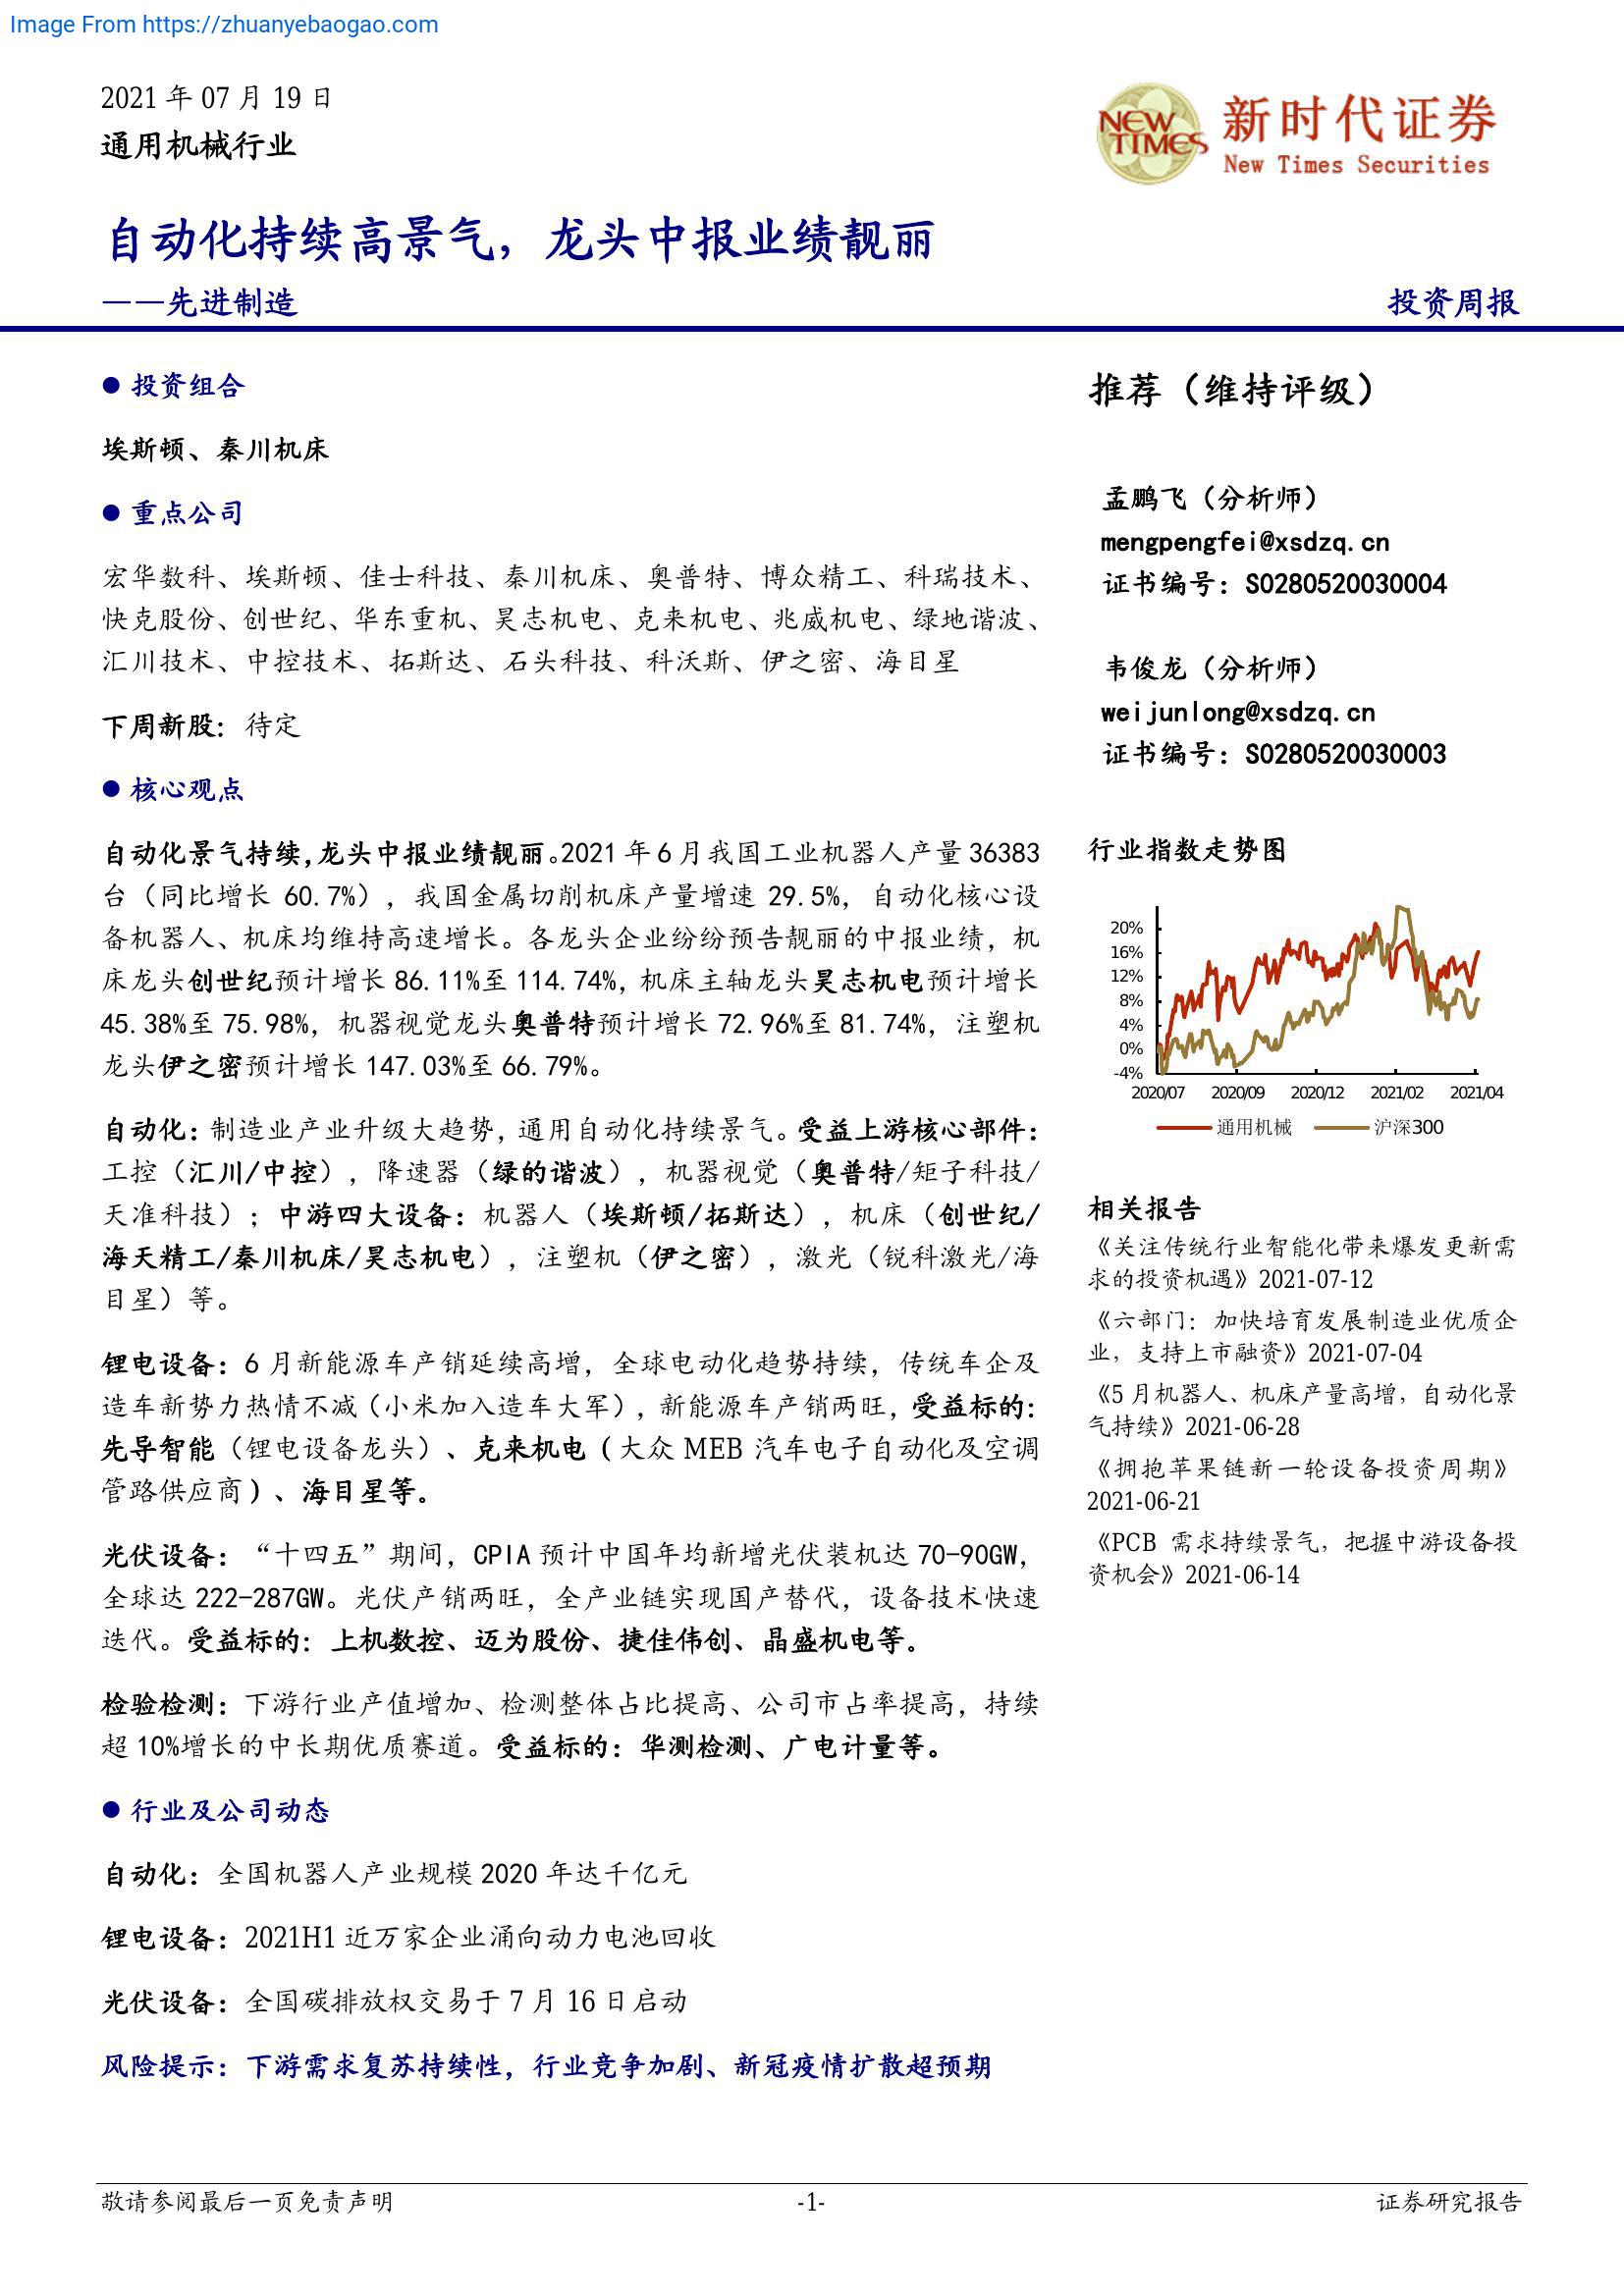 Image From https://zhuanyebaogao.com
2021 年 07 月 19 日
通用机械行业
NEW TIMES
新时代证券
New Times Securities
自动化持续高景气，龙头中报业绩靓丽
——先进制造
投资周报
● 投资组合
埃斯顿、秦川机床
● 重点公司
宏华数科、埃斯顿、佳士科技、秦川机床、奥普特、博众精工、科瑞技术、
快克股份、创世纪、华东重机、昊志机电、克来机电、兆威机电、绿地谐波、
汇川技术、中控技术、拓斯达、石头科技、科沃斯、伊之密、海目星
下周新股：待定
● 核心观点
自动化景气持续，龙头中报业绩靓丽。2021 年 6 月我国工业机器人产量 36383
台（同比增长 60.7%），我国金属切削机床产量增速 29.5%，自动化核心设
备机器人、机床均维持高速增长。各龙头企业纷纷预告靓丽的中报业绩，机
床龙头创世纪预计增长 86.11%至 114.74%，机床主轴龙头昊志机电预计增长
45.38%至 75.98%，机器视觉龙头奥普特预计增长 72.96%至 81.74%，注塑机
龙头伊之密预计增长 147.03%至 66.79%。
自动化：制造业产业升级大趋势，通用自动化持续景气。受益上游核心部件：
工控（汇川/中控），降速器（绿的谐波），机器视觉（奥普特/矩子科技/
天准科技）；中游四大设备：机器人（埃斯顿/拓斯达），机床（创世纪/
海天精工/秦川机床/昊志机电），注塑机（伊之密），激光（锐科激光/海
目星）等。
锂电设备：6 月新能源车产销延续高增，全球电动化趋势持续，传统车企及
造车新势力热情不减（小米加入造车大军），新能源车产销两旺，受益标的：
先导智能（锂电设备龙头）、克来机电（大众 MEB 汽车电子自动化及空调
管路供应商）、海目星等。
光伏设备：“十四五”期间，CPIA 预计中国年均新增光伏装机达 70-90GW，
全球达 222-287GW。光伏产销两旺，全产业链实现国产替代，设备技术快速
迭代。受益标的：上机数控、迈为股份、捷佳伟创、晶盛机电等。
检验检测：下游行业产值增加、检测整体占比提高、公司市占率提高，持续
超 10%增长的中长期优质赛道。受益标的：华测检测、广电计量等。
● 行业及公司动态
自动化：全国机器人产业规模 2020 年达千亿元
锂电设备：2021H1 近万家企业涌向动力电池回收
光伏设备：全国碳排放权交易于 7 月 16 日启动
风险提示：下游需求复苏持续性，行业竞争加剧、新冠疫情扩散超预期
推荐（维持评级）
孟鹏飞（分析师）
mengpengfei@xsdzq.cn
证书编号：S0280520030004
韦俊龙（分析师）
weijunlong@xsdzq.cn
证书编号：S0280520030003
行业指数走势图
20%
16%
12%
8%
4%
0%
-4%
2020/07 2020/09 2020/12 2021/02 2021/04
通用机械 沪深300
相关报告
《关注传统行业智能化带来爆发更新需
求的投资机遇》2021-07-12
《六部门：加快培育发展制造业优质企
业，支持上市融资》2021-07-04
《5 月机器人、机床产量高增，自动化景
气持续》2021-06-28
《拥抱苹果链新一轮设备投资周期》
2021-06-21
《PCB 需求持续景气，把握中游设备投
资机会》2021-06-14
敬请参阅最后一页免责声明
-1-
证券研究报告